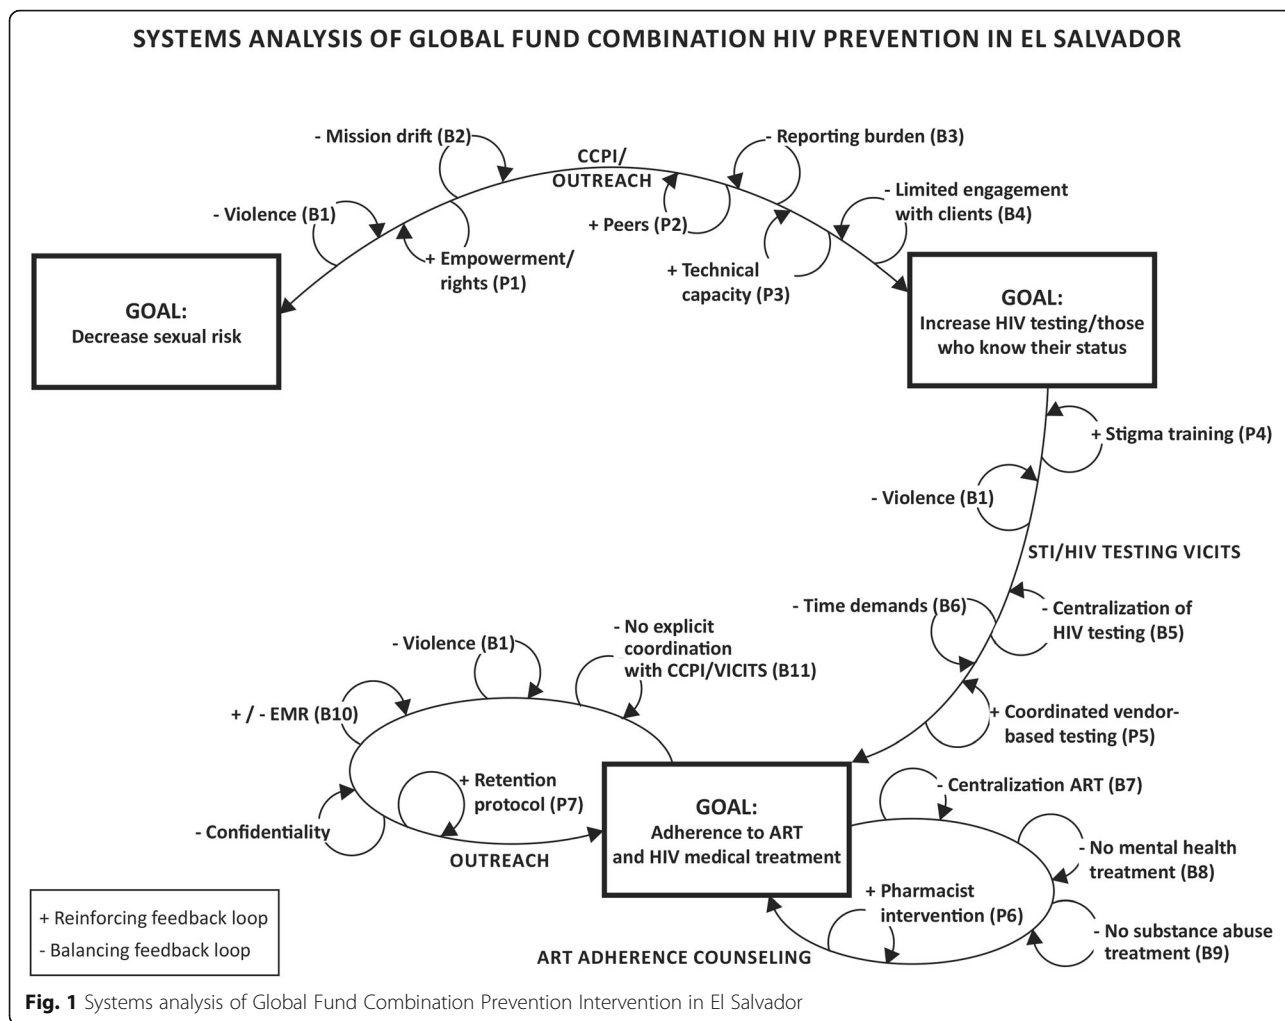 SYSTEMS ANALYSIS OF GLOBAL FUND COMBINATION HIV PREVENTION IN EL SALVADOR
- Mission drift (B2)
CCPI/
OUTREACH
- Reporting burden (B3)
- Violence (B1)
+ Peers (P2)
- Limited engagement
with clients (B4)
+ Empowerment/
rights (P1)
+ Technical
capacity (P3)
GOAL:
Decrease sexual risk
GOAL:
Increase HIV testing/those
who know their status
+ Stigma training (P4)
- Violence (B1)
STI/HIV TESTING VICITS
- Time demands (B6)
- Centralization of
HIV testing (B5)
+ Coordinated vendor-
based testing (P5)
- No explicit
coordination
with CCPI/VICITS (B11)
- Violence (B1)
+ / - EMR (B10)
+ Retention
protocol (P7)
- Confidentiality
OUTREACH
GOAL:
Adherence to ART
and HIV medical treatment
- Centralization ART (B7)
- No mental health
treatment (B8)
+ Pharmacist
intervention (P6)
- No substance abuse
treatment (B9)
ART ADHERENCE COUNSELING
+ Reinforcing feedback loop
- Balancing feedback loop
Fig. 1 Systems analysis of Global Fund Combination Prevention Intervention in El Salvador